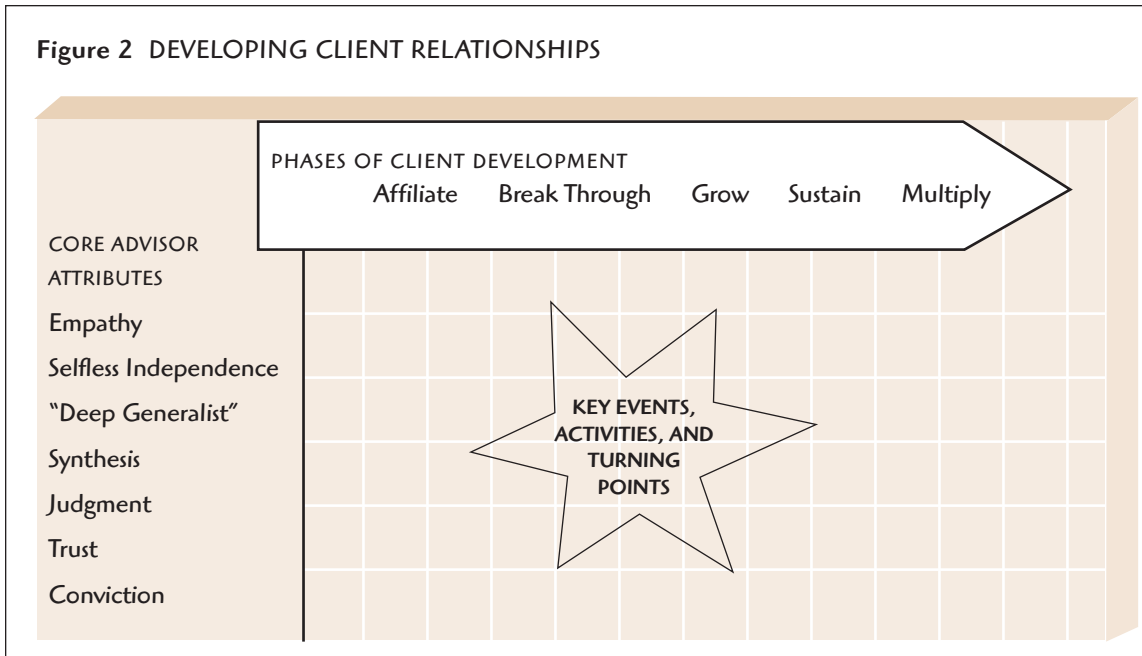 Figure 2 DEVELOPING CLIENT RELATIONSHIPS
PHASES OF CLIENT DEVELOPMENT
Affiliate Break Through Grow Sustain Multiply
CORE ADVISOR
ATTRIBUTES
Empathy
Selfless Independence
"Deep Generalist"
Synthesis
Judgment
Trust
Conviction
KEY EVENTS,
ACTIVITIES, AND
TURNING
POINTS